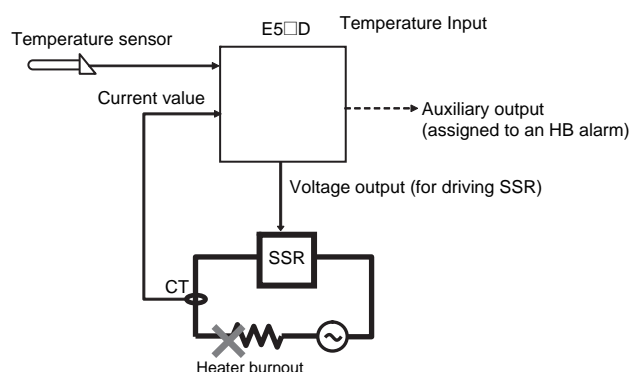 E5□D
Temperature Input
Temperature sensor
Current value
Auxiliary output
(assigned to an HB alarm)
Voltage output (for driving SSR)
SSR
CT
Heater burnout